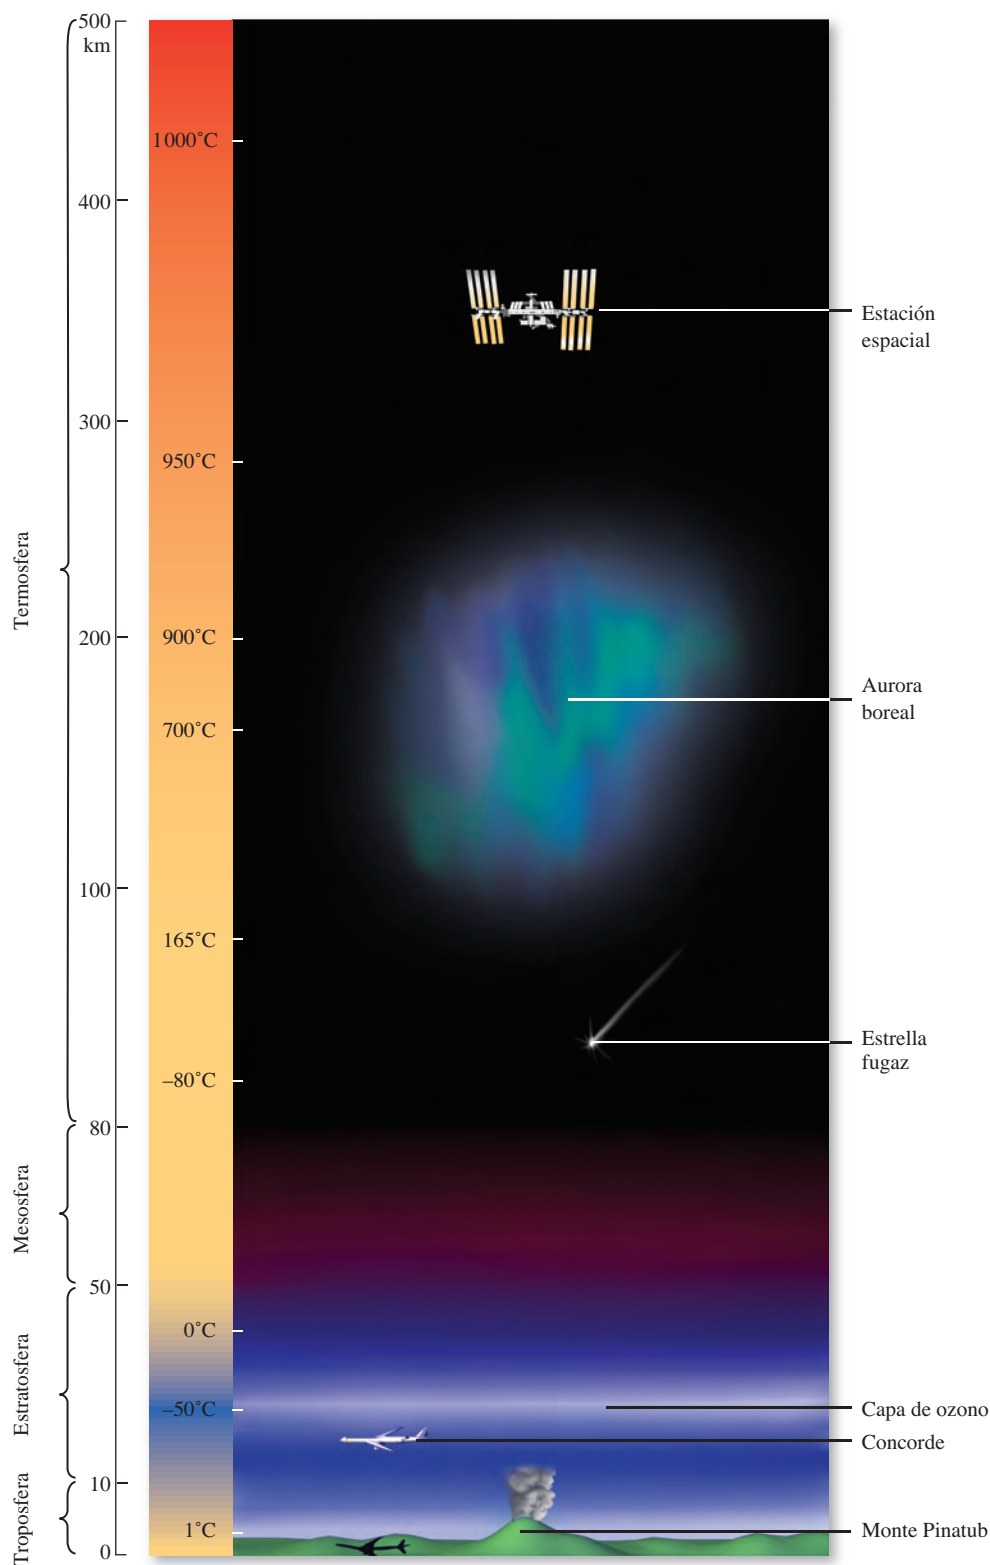 500
km
400
300
200
100
80
50
10
0
Termosfera
Mesosfera
Estratosfera
Troposfera
1000˚C
950˚C
900˚C
700˚C
165˚C
–80˚C
0˚C
–50˚C
1˚C
Estación
espacial
Aurora
boreal
Estrella
fugaz
Capa de ozono
Concorde
Monte Pinatub